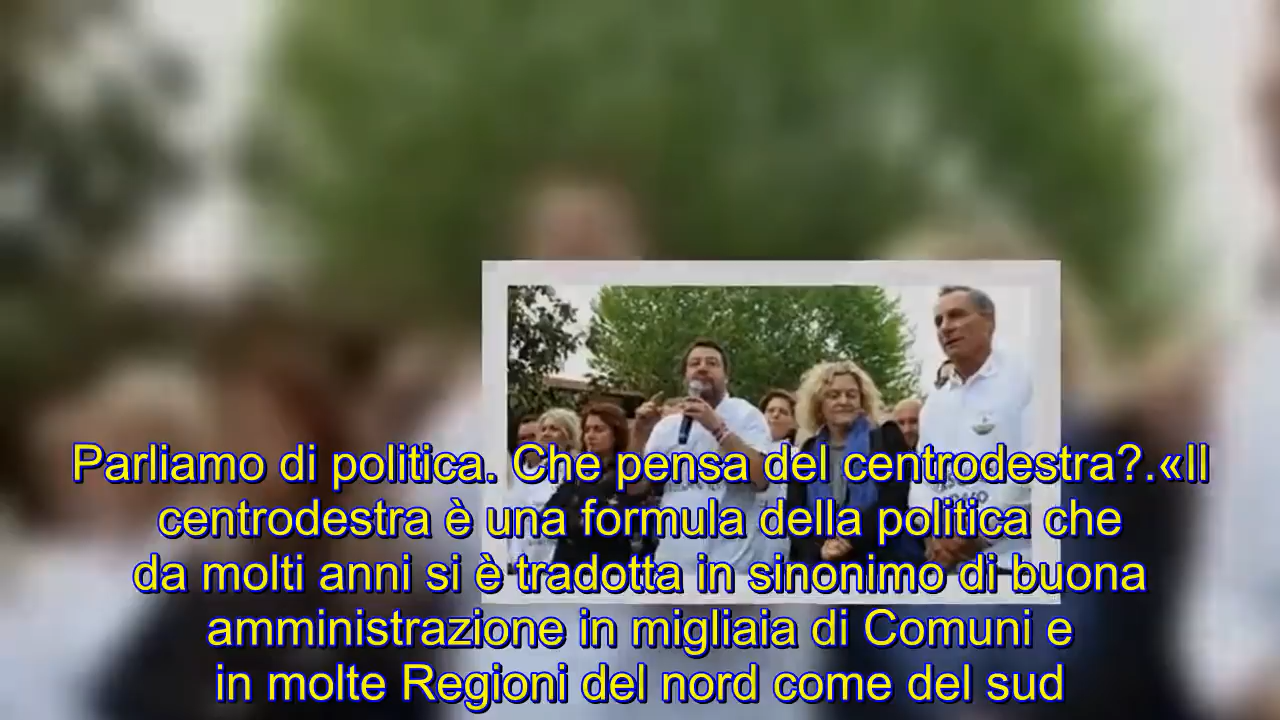 Parliamo di politica. Che pensa del centrodestra?.«Il
centrodestra è una formula della politica che
da molti anni si è tradotta in sinonimo di buona
amministrazione in migliaia di Comuni e
in molte Regioni del nord come del sud